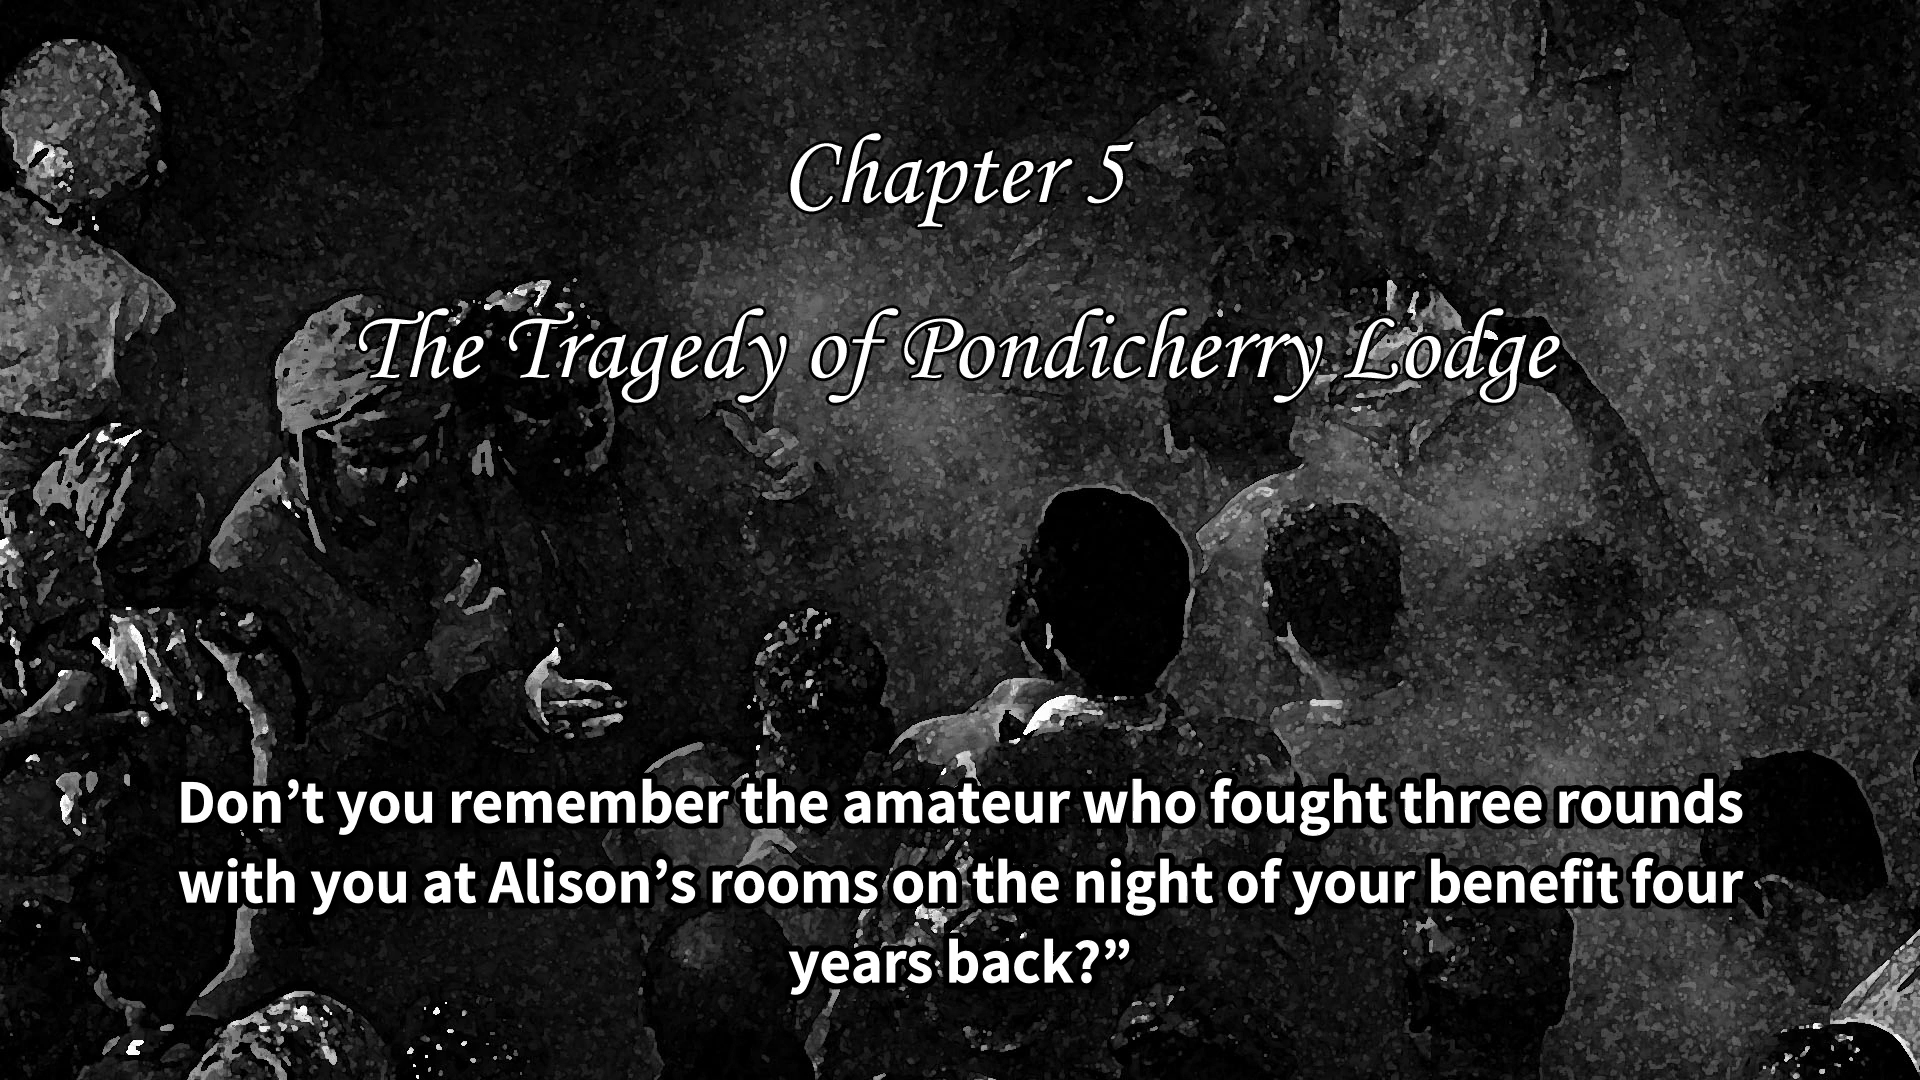 Chapter 5
The Tragedy of Pondicherry Lodge
Don’t you remember the amateur who fought three rounds
with you at Alison’s rooms on the night of your benefit four
years back?”